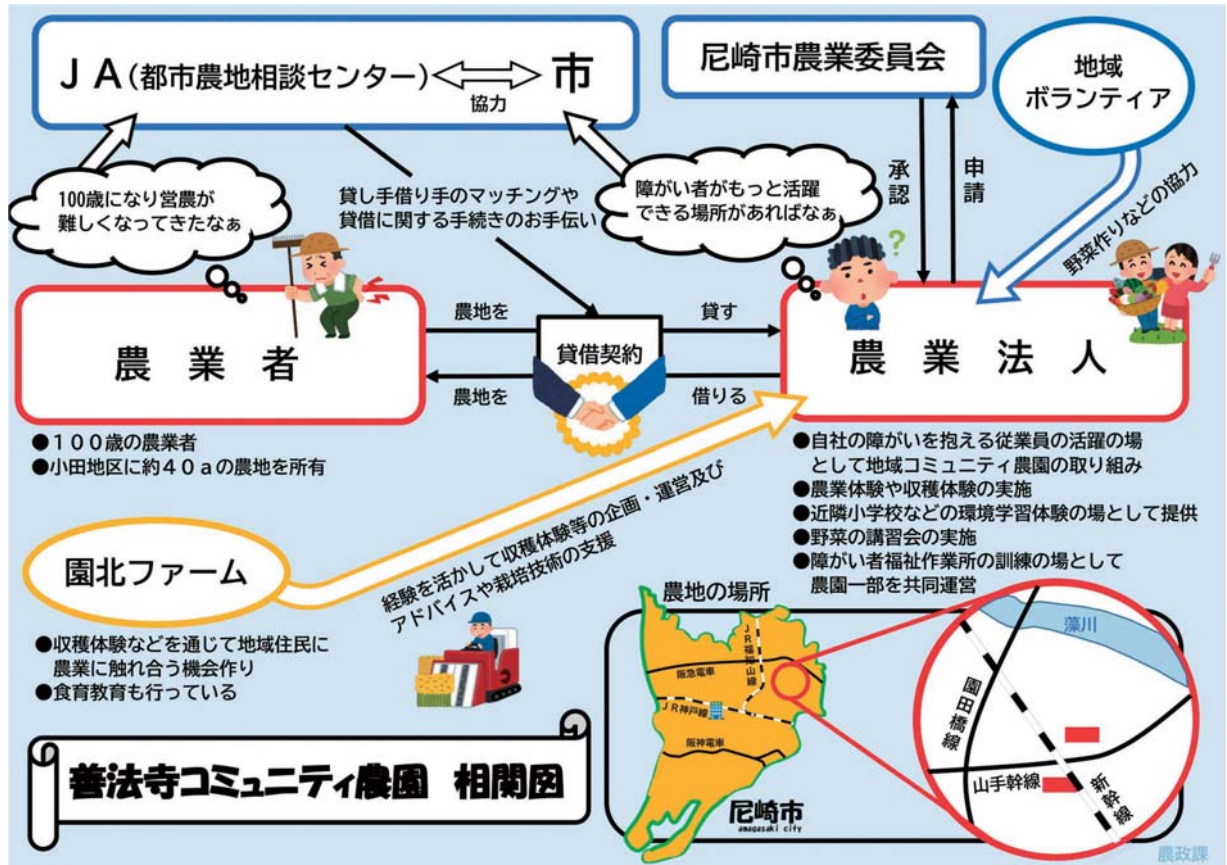 JA(都市農地相談センター)
協力
市
尼崎市農業委員会
地域
ボランティア
100歳になり営農が
難しくなってきたなぁ
貸し手借り手のマッチングや
貸借に関する手続きのお手伝い
障がい者がもっと活躍
できる場所があればなぁ
承認
申請
野菜作りなどの協力
?
農業者
農地を
貸借契約
貸す
農地を
借りる
農業法人
●100歳の農業者
●小田地区に約40aの農地を所有
●自社の障がいを抱える従業員の活躍の場
として地域コミュニティ農園の取り組み
●農業体験や収穫体験の実施
●近隣小学校などの環境学習体験の場として提供
●野菜の講習会の実施
●障がい者福祉作業所の訓練の場として
農園一部を共同運営
園北ファーム
経験を活かして収穫体験等の企画・運営及び
アドバイスや栽培技術の支援
●収穫体験などを通じて地域住民に
農業に触れ合う機会作り
●食育教育も行っている
善法寺コミュニティ農園 相関図
農地の場所
JR福知山線
阪急電車
JR神戸線
阪神電車
尼崎市
amagasaki city
藻川
園田橋線
山手幹線
新幹線
農政課